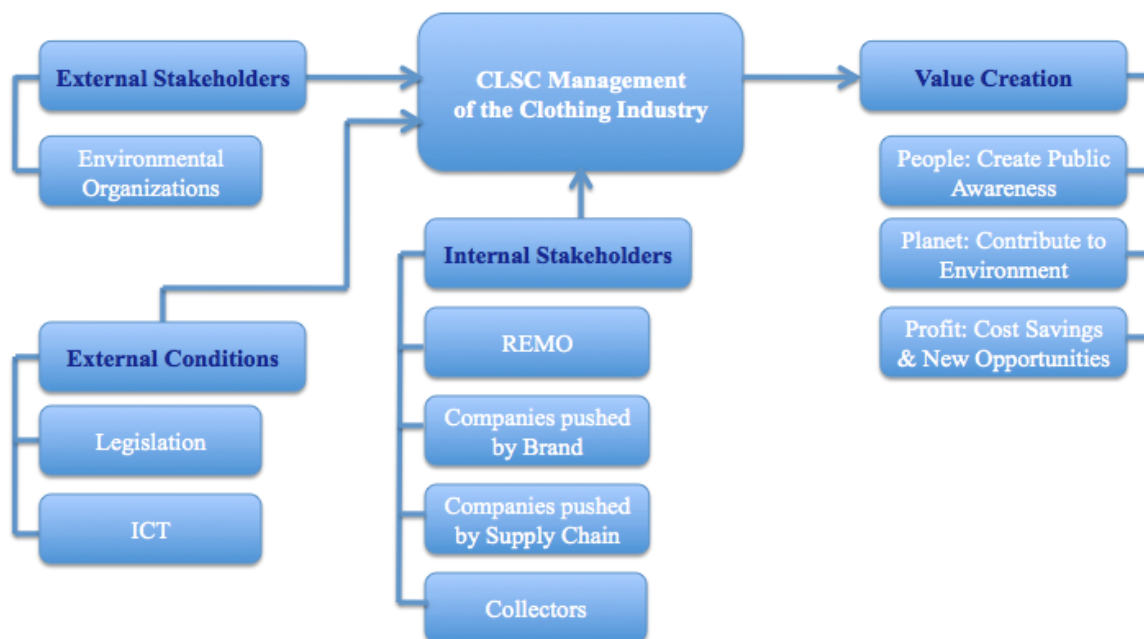 External Stakeholders
Environmental
Organizations
CLSC Management
of the Clothing Industry
Value Creation
People: Create Public
Awareness
Planet: Contribute to
Environment
Profit: Cost Savings
& New Opportunities
Internal Stakeholders
REMO
Companies pushed
by Brand
Companies pushed
by Supply Chain
Collectors
External Conditions
Legislation
ICT